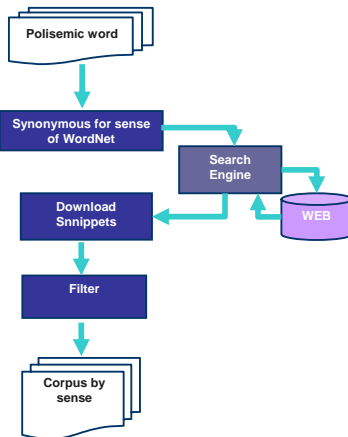 Polisemic word
Synonymous for sense
of WordNet
Search
Engine
WEB
Download
Snnippets
Filter
Corpus by
sense